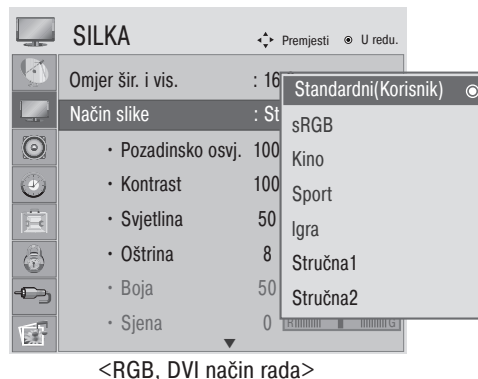 SILKA
Premjesti U redu.
Omjer šir. i vis. : 16
Način slike : St
· Pozadinsko osvj. 100
· Kontrast 100
· Svjetlina 50
· Oštrina 8
· Boja 50
· Sjena 0 R G
Standardni(Korisnik)
sRGB
Kino
Sport
Igra
Stručna1
Stručna2
<RGB, DVI način rada>